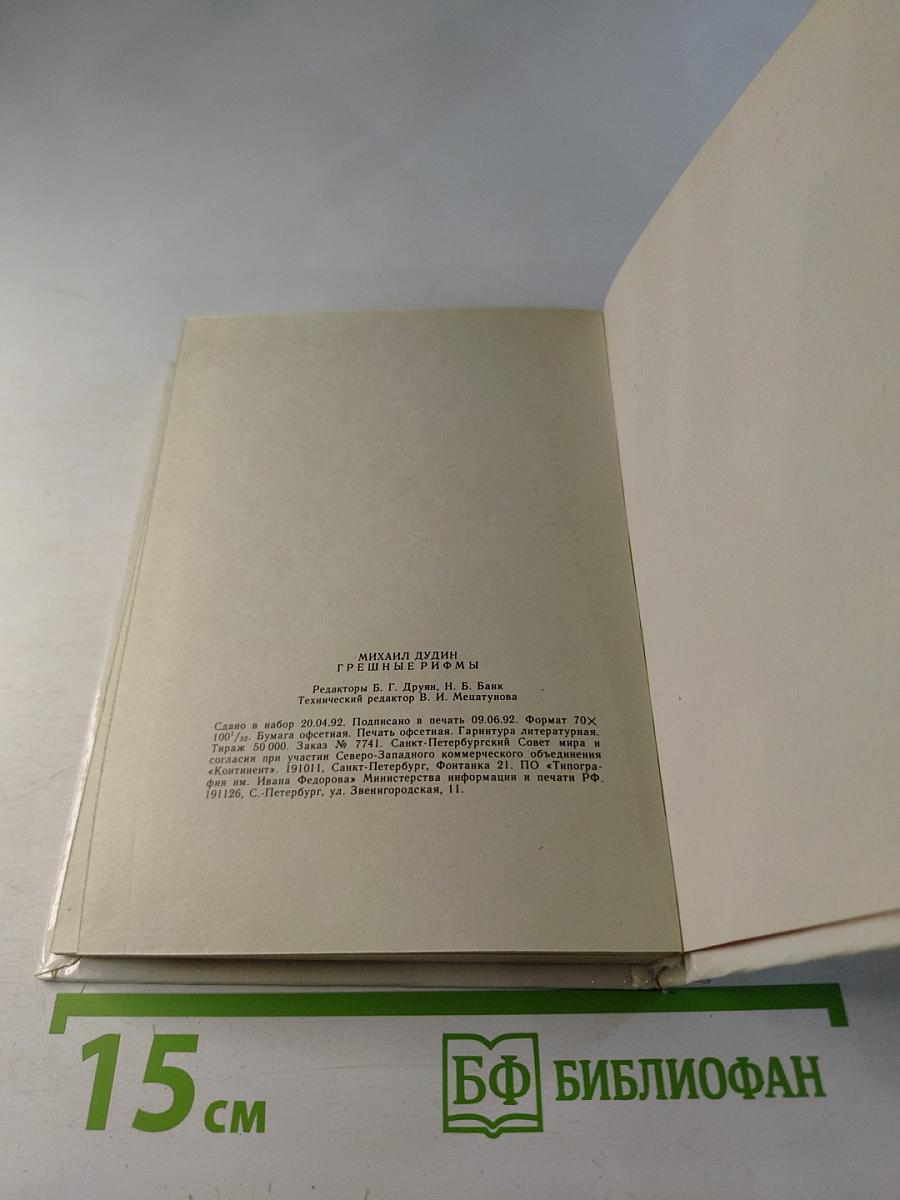 МИХАИЛ ДУДИН
ГРЕШНЫЕ РИФМЫ
Редакторы Б. Г. Друян, Н. Б. Банк
Технический редактор В. И. Мецатунова
Сдано в набор 20.04.92. Подписано в печать 09.06.92. Формат 70×
100¹/₃₂. Бумага офсетная. Печать офсетная. Гарнитура литературная.
Тираж 50 000. Заказ № 7741. Санкт-Петербургский Совет мира и
согласия при участии Северо-Западного коммерческого объединения
«Континент». 191011, Санкт-Петербург, Фонтанка 21. ПО «Типогра-
фия им. Ивана Федорова» Министерства информации и печати РФ.
191126, С.-Петербург, ул. Звенигородская, 11.
15 см
БФ БИБЛИОФАН